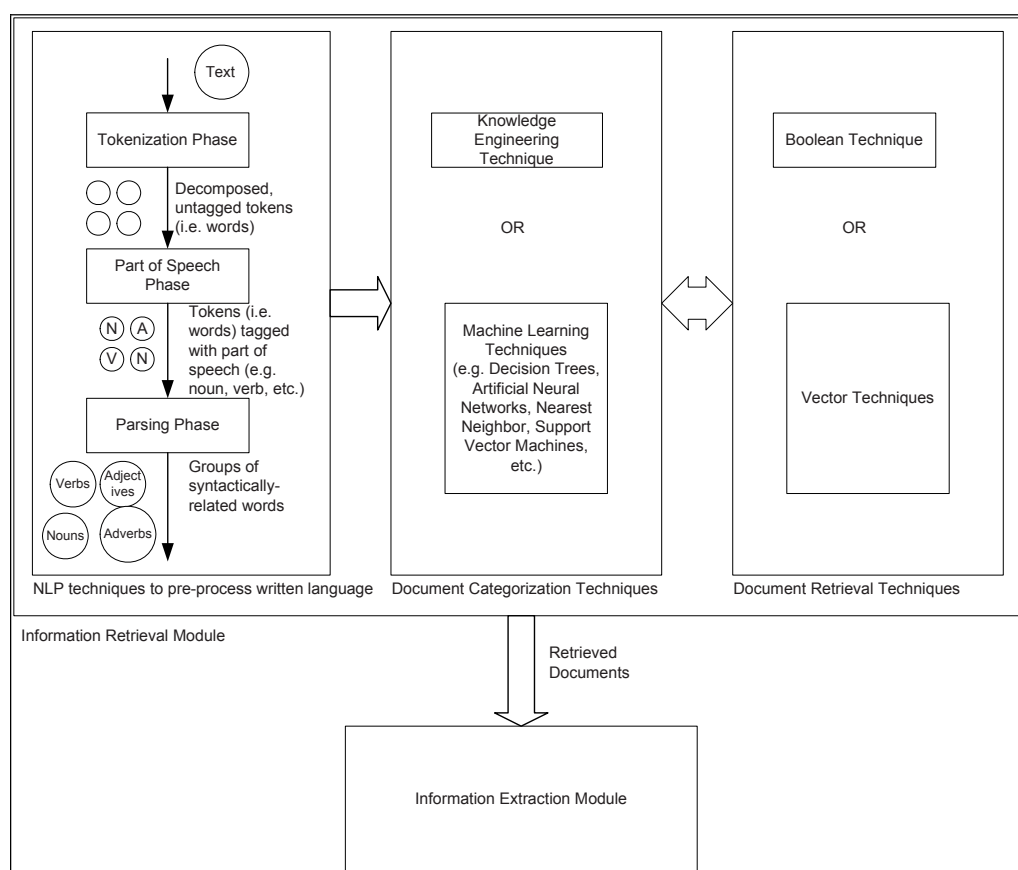 Text
Tokenization Phase
Decomposed,
untagged tokens
(i.e. words)
Part of Speech
Phase
N
A
V
N
Tokens (i.e.
words) tagged
with part of
speech (e.g.
noun, verb, etc.)
Parsing Phase
Verbs
Adject
ives
Nouns
Adverbs
Groups of
syntactically-
related words
NLP techniques to pre-process written language
Knowledge
Engineering
Technique
OR
Machine Learning
Techniques
(e.g. Decision Trees,
Artificial Neural
Networks, Nearest
Neighbor, Support
Vector Machines,
etc.)
Document Categorization Techniques
Boolean Technique
OR
Vector Techniques
Document Retrieval Techniques
Information Retrieval Module
Retrieved
Documents
Information Extraction Module